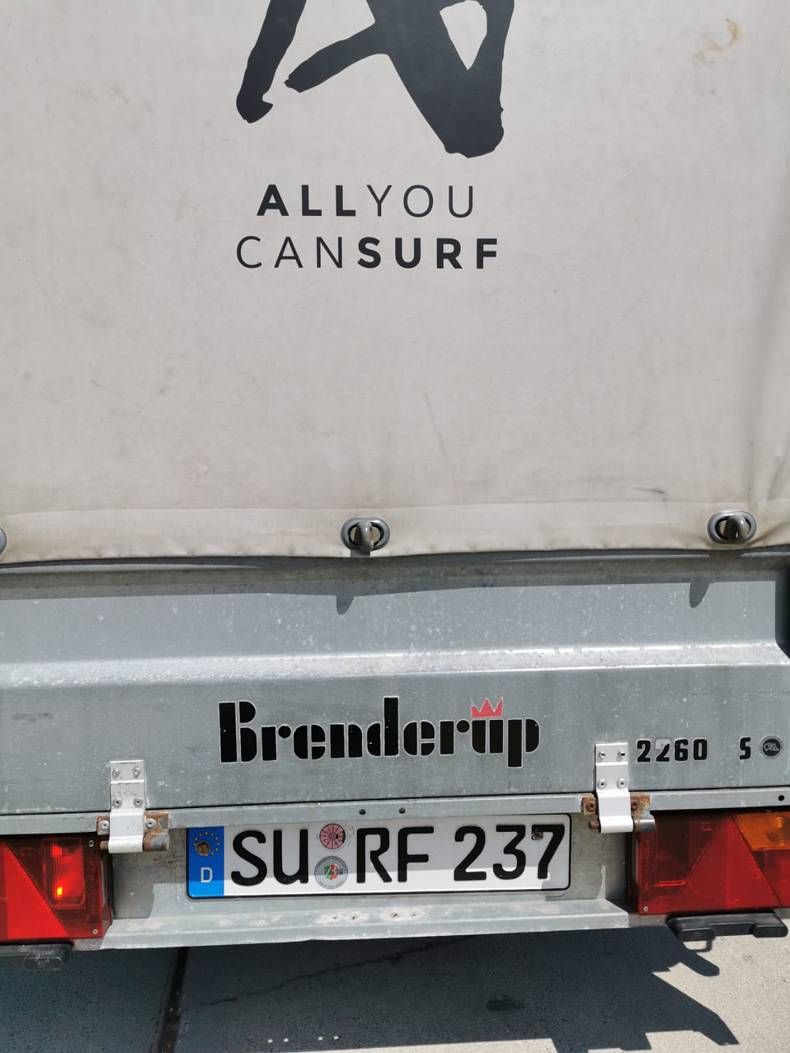 ALLYOU
CANSURF
Brenderup
2260 S
D SU RF 237